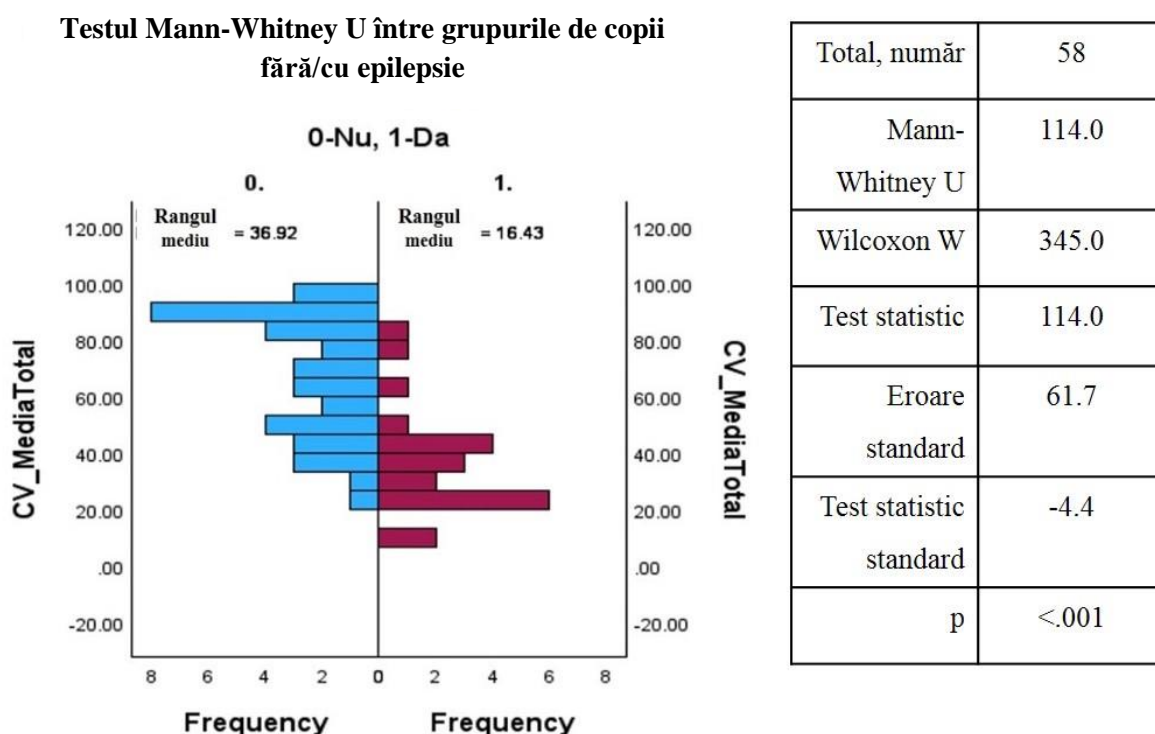 Testul Mann-Whitney U între grupurile de copii
fără/cu epilepsie
0-Nu, 1-Da
0.
1.
Rangul
mediu = 36.92
Rangul
mediu = 16.43
120.00
100.00
80.00
60.00
40.00
20.00
.00
-20.00
CV_MediaTotal
120.00
100.00
80.00
60.00
40.00
20.00
.00
-20.00
CV_MediaTotal
8 6 4 2 0 2 4 6 8
Frequency Frequency
Total, număr 58
Mann-
Whitney U 114.0
Wilcoxon W 345.0
Test statistic 114.0
Eroare
standard 61.7
Test statistic
standard -4.4
p <.001